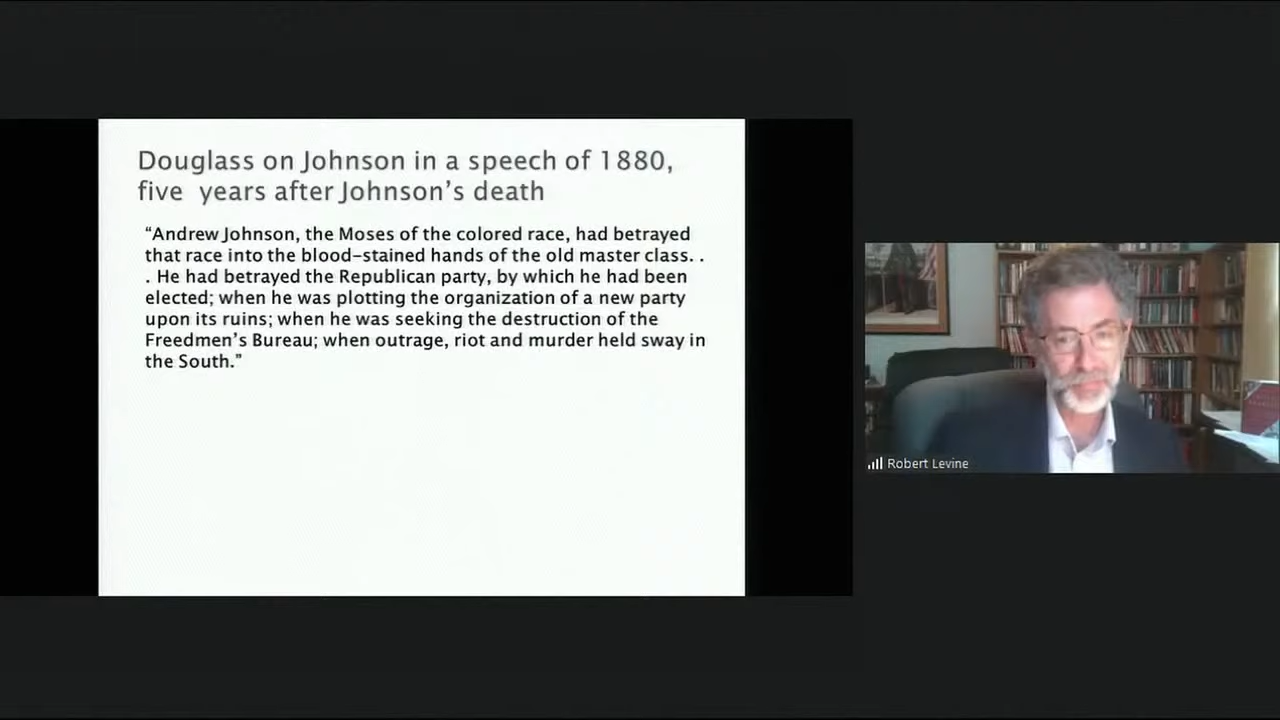 Douglass on Johnson in a speech of 1880,
five  years after Johnson’s death
“Andrew Johnson, the Moses of the colored race, had betrayed
that race into the blood-stained hands of the old master class. .
. He had betrayed the Republican party, by which he had been
elected; when he was plotting the organization of a new party
upon its ruins; when he was seeking the destruction of the
Freedmen’s Bureau; when outrage, riot and murder held sway in
the South.”
Robert Levine